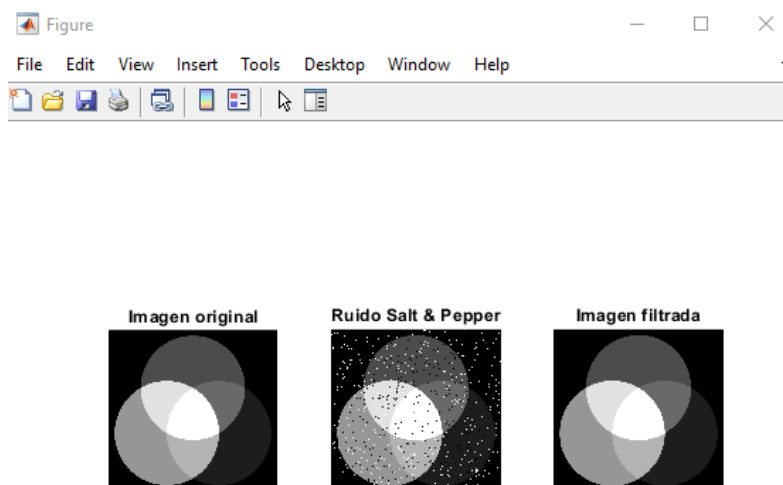 Figure
File Edit View Insert Tools Desktop Window Help
Imagen original Ruido Salt & Pepper Imagen filtrada